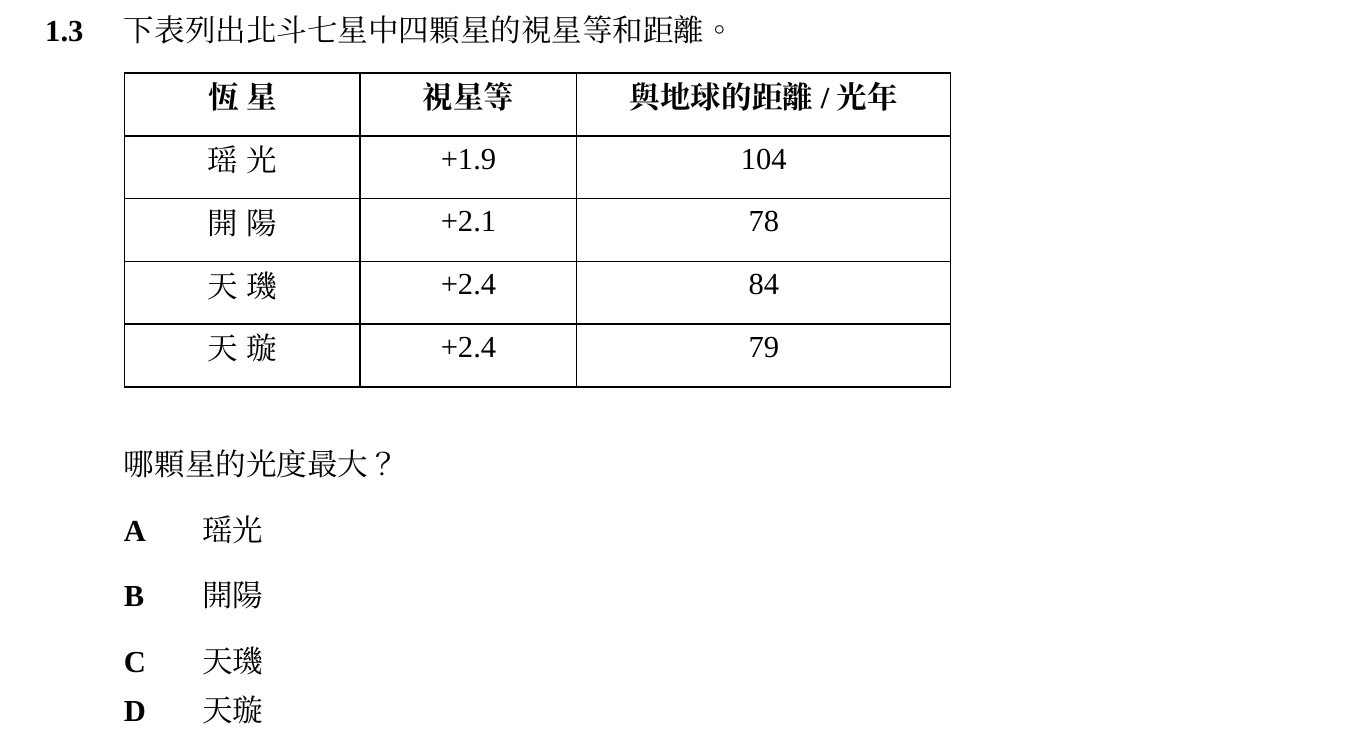 1.3 下表列出北斗七星中四顆星的視星等和距離。
恆 星 視星等 與地球的距離 / 光年
瑶 光 +1.9 104
開 陽 +2.1 78
天 璣 +2.4 84
天 璇 +2.4 79
哪顆星的光度最大？
A 瑶光
B 開陽
C 天璣
D 天璇